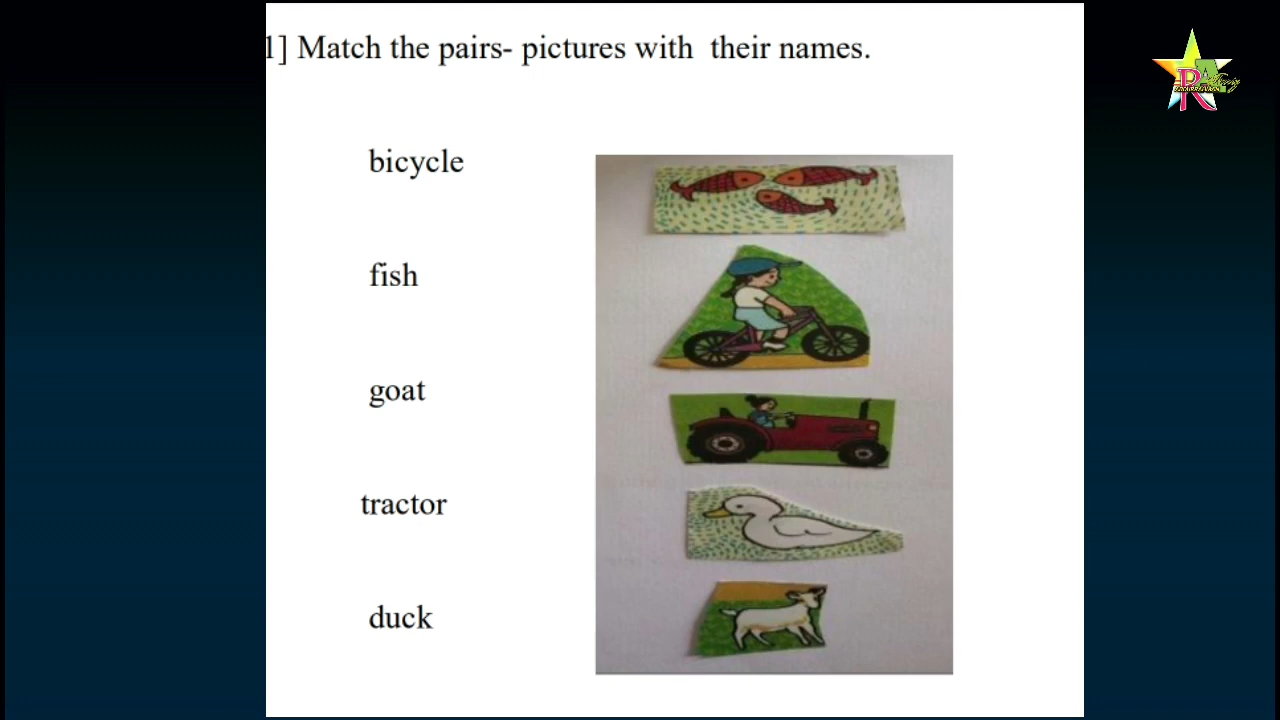 1] Match the pairs- pictures with  their names.
bicycle
fish
goat
tractor
duck